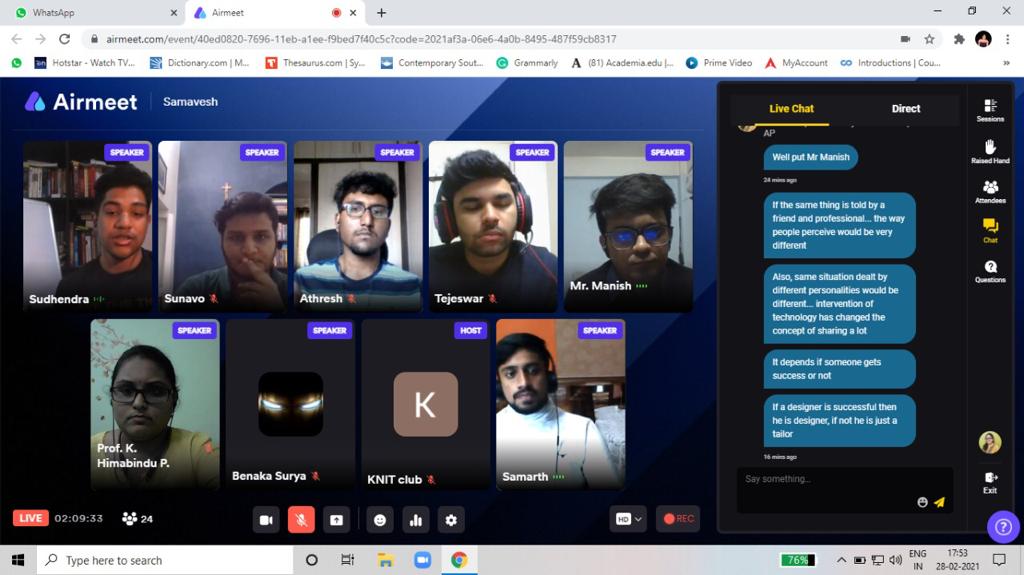 WhatsApp
Airmeet
airmeet.com/event/40ed0820-7696-11eb-a1ee-f9bed7f40c5c?code=2021af3a-06e6-4a0b-8495-487f59cb8317
Hotstar - Watch TV...
Dictionary.com | M...
Thesaurus.com | Sy...
Contemporary Sout...
Grammarly
(81) Academia.edu |...
Prime Video
MyAccount
Introductions | Cou...
Airmeet
Samavesh
SPEAKER
Sudhendra
SPEAKER
Sunavo
SPEAKER
Athresh
SPEAKER
Tejeswar
SPEAKER
Mr. Manish
SPEAKER
Prof. K.
Himabindu P.
SPEAKER
Benaka Surya
HOST
K
KNIT club
SPEAKER
Samarth
LIVE
02:09:33
24
HD
REC
Live Chat
Direct
AP
Well put Mr Manish
24 mins ago
If the same thing is told by a
friend and professional... the way
people perceive would be very
different
Also, same situation dealt by
different personalities would be
different... intervention of
technology has changed the
concept of sharing a lot
It depends if someone gets
success or not
If a designer is successful then
he is designer, if not he is just a
tailor
16 mins ago
Say something...
Sessions
Raised Hand
Attendees
Chat
Questions
Exit
Type here to search
76%
ENG
IN
17:53
28-02-2021